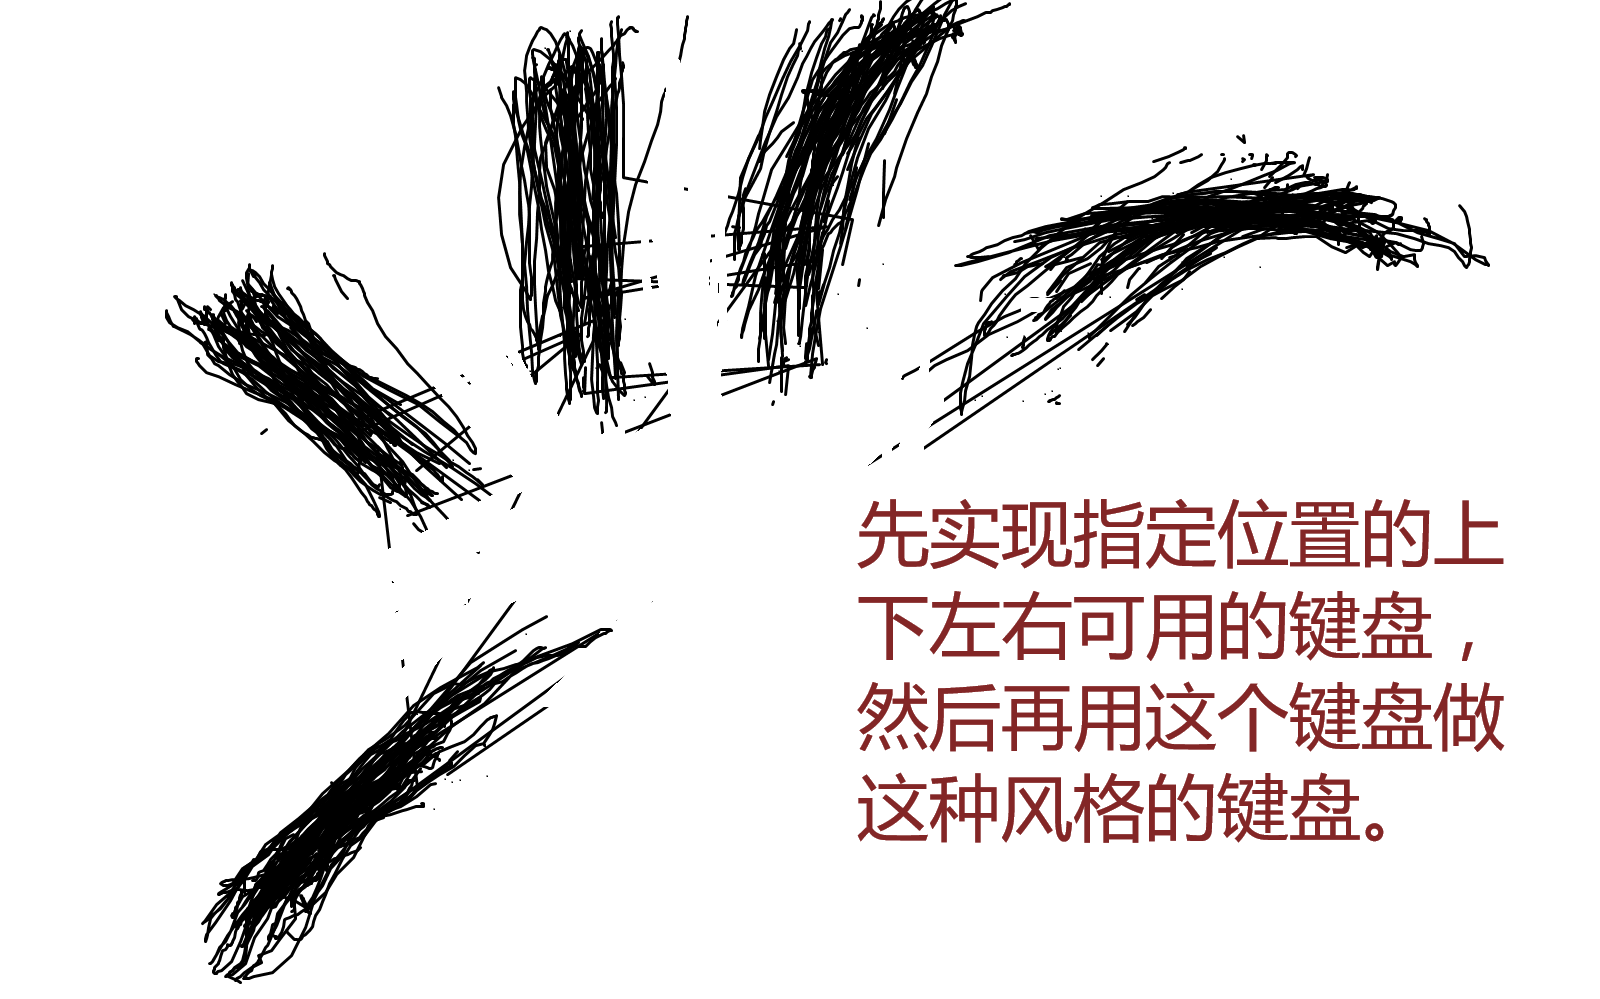 先实现指定位置的上
下左右可用的键盘，
然后再用这个键盘做
这种风格的键盘。